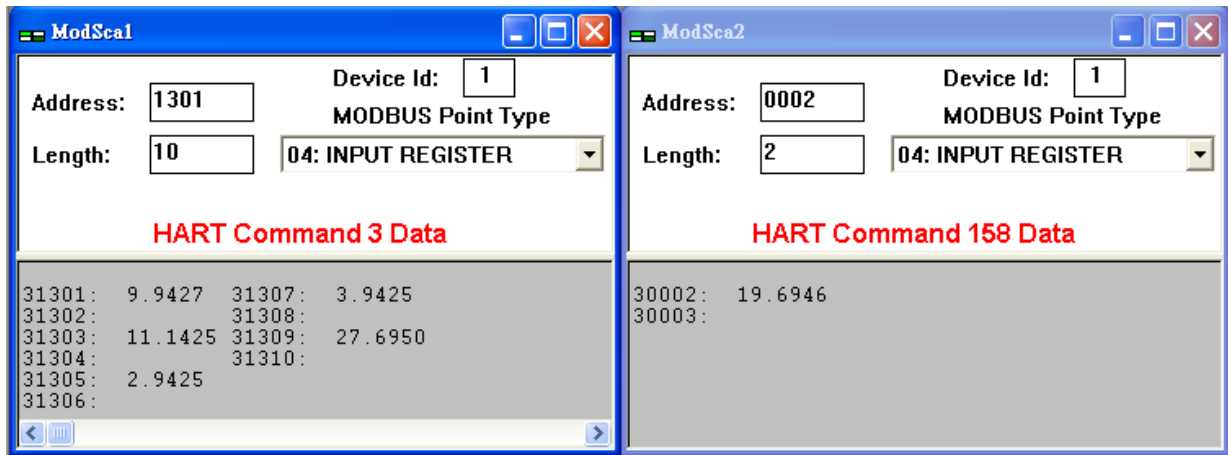 ModSca1
Device Id: 1
Address: 1301
MODBUS Point Type
Length: 10
04: INPUT REGISTER
HART Command 3 Data
31301: 9.9427 31307: 3.9425
31302: 31308:
31303: 11.1425 31309: 27.6950
31304: 31310:
31305: 2.9425
31306:
ModSca2
Device Id: 1
Address: 0002
MODBUS Point Type
Length: 2
04: INPUT REGISTER
HART Command 158 Data
30002: 19.6946
30003: